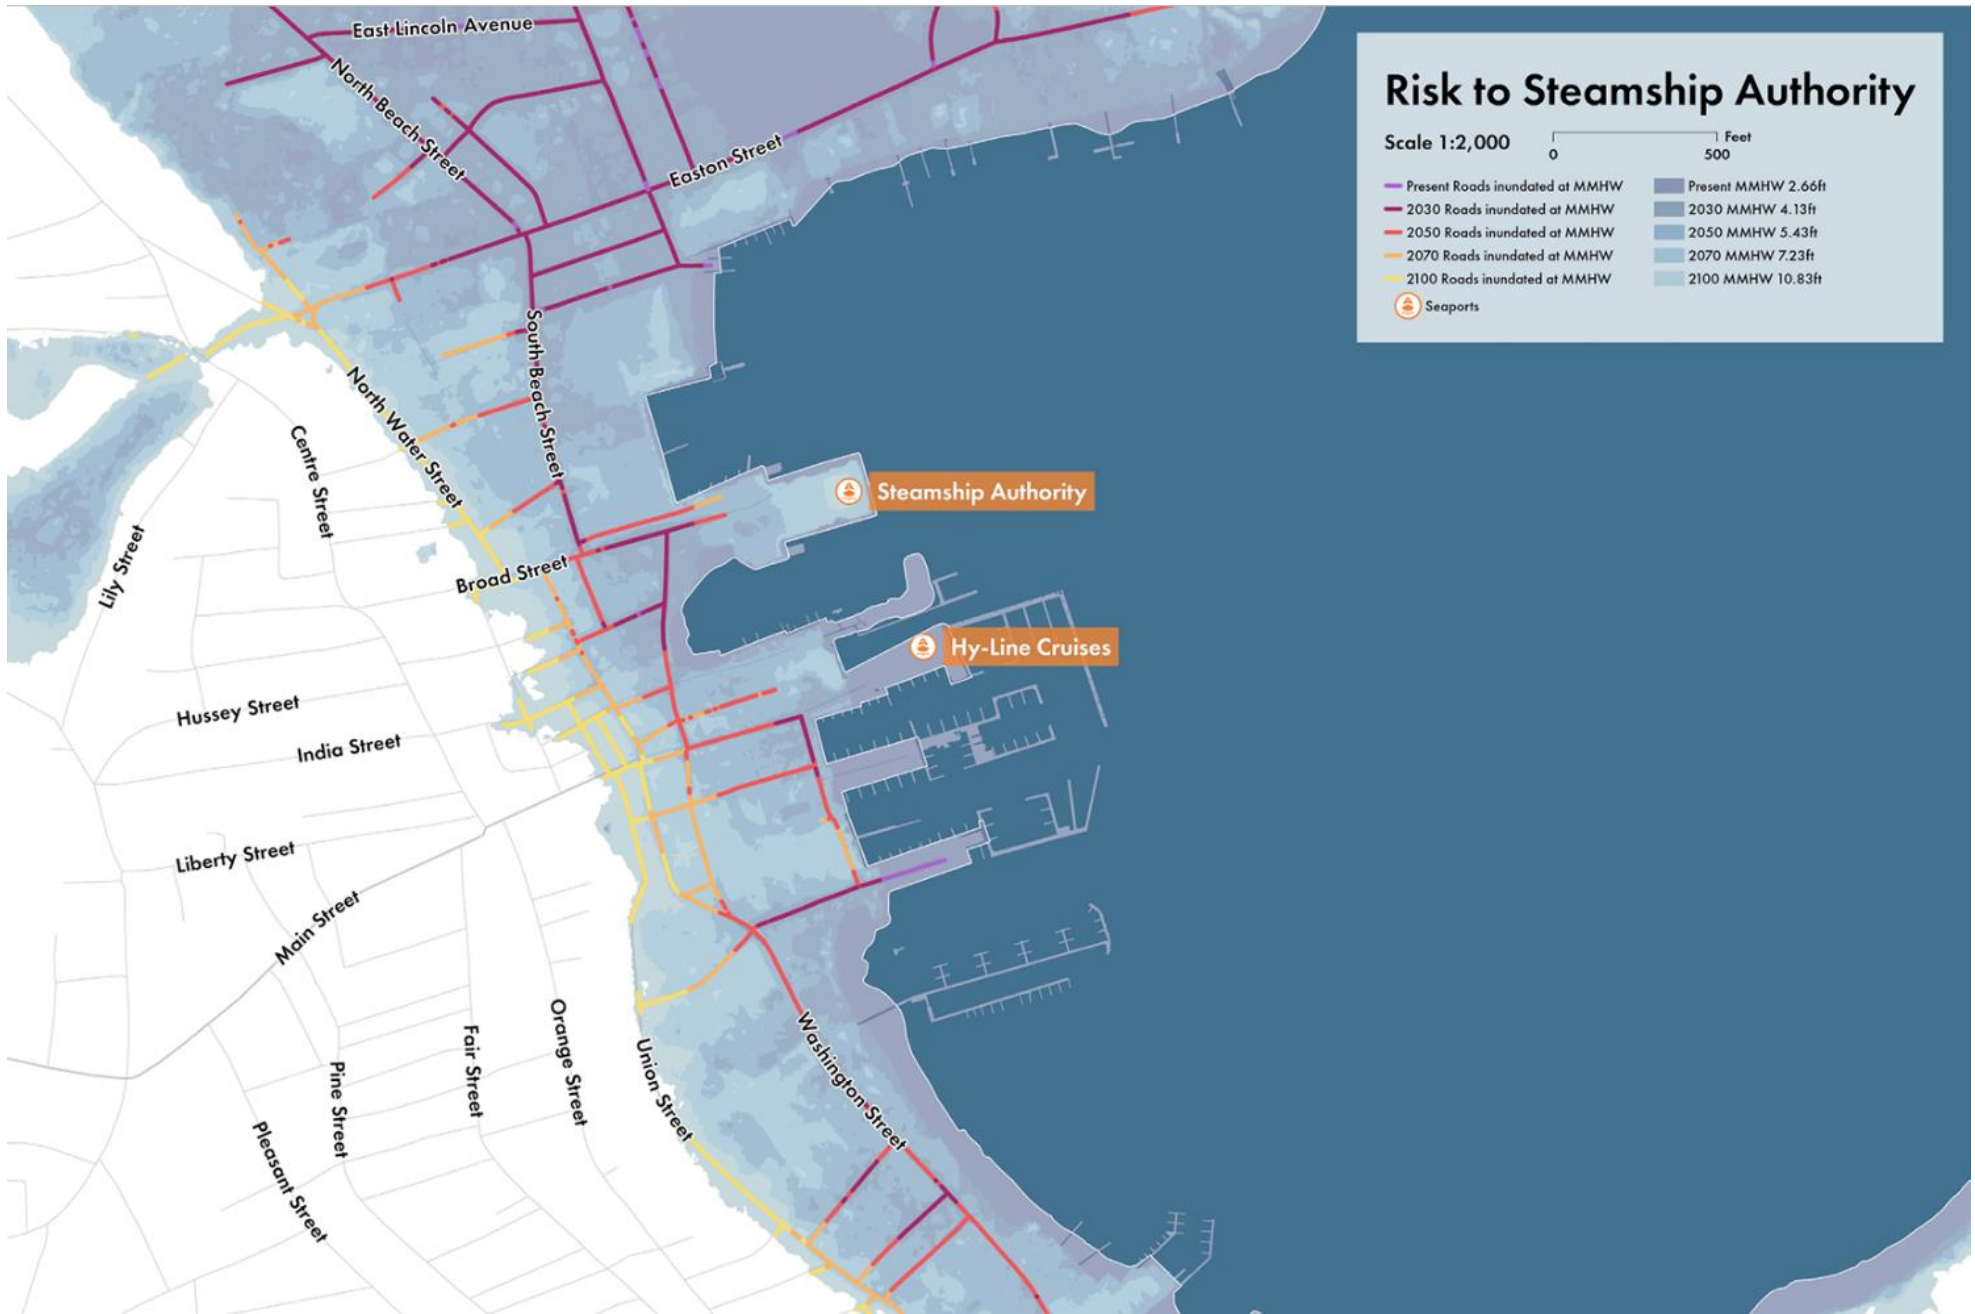 Risk to Steamship Authority
Scale 1:2,000
Feet
0 500
Present Roads inundated at MMHW
2030 Roads inundated at MMHW
2050 Roads inundated at MMHW
2070 Roads inundated at MMHW
2100 Roads inundated at MMHW
Seaports
Present MMHW 2.66ft
2030 MMHW 4.13ft
2050 MMHW 5.43ft
2070 MMHW 7.23ft
2100 MMHW 10.83ft
East Lincoln Avenue
North Beach Street
Easton Street
South Beach Street
North Water Street
Centre Street
Lily Street
Steamship Authority
Broad Street
Hy-Line Cruises
Hussey Street
India Street
Liberty Street
Main Street
Orange Street
Fair Street
Pine Street
Pleasant Street
Union Street
Washington Street